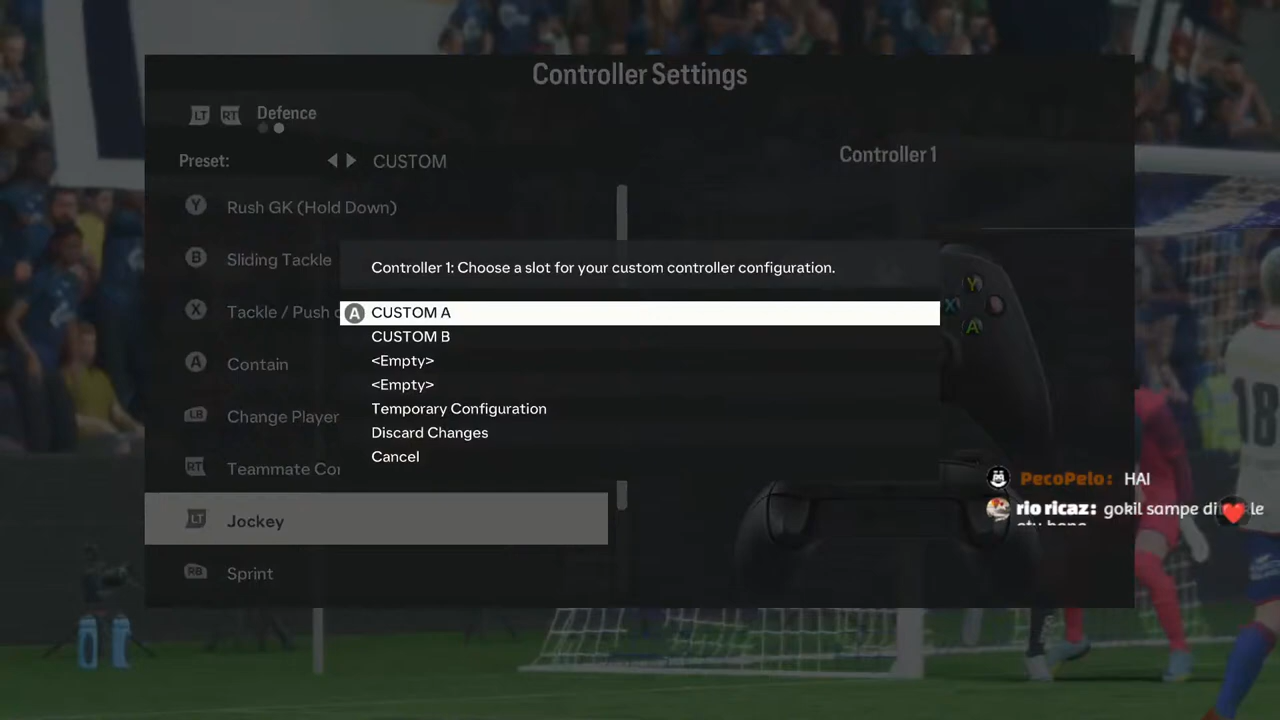 Controller Settings
LT RT Defence
Preset: CUSTOM
Controller 1
Y Rush GK (Hold Down)
B Sliding Tackle
X Tackle / Push
A Contain
LB Change Player
RT Teammate
LT Jockey
RB Sprint
Controller 1: Choose a slot for your custom controller configuration.
A CUSTOM A
CUSTOM B
<Empty>
<Empty>
Temporary Configuration
Discard Changes
Cancel
Y
X
A
18
PecoPelo: HAI
rio ricaz: gokil sampe di le